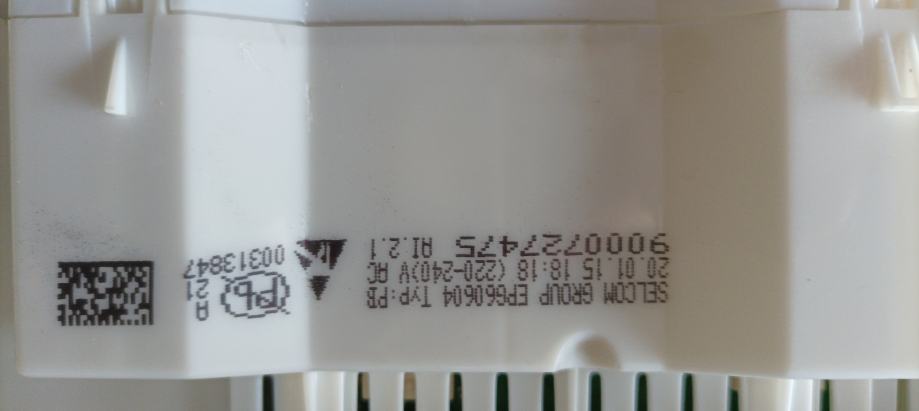 SELCOM GROUP EPG60604 Typ:PB
20.01.15 18:18 (220-240)V AC
9000727475 AI.2.1
A
21
Pb
00313847